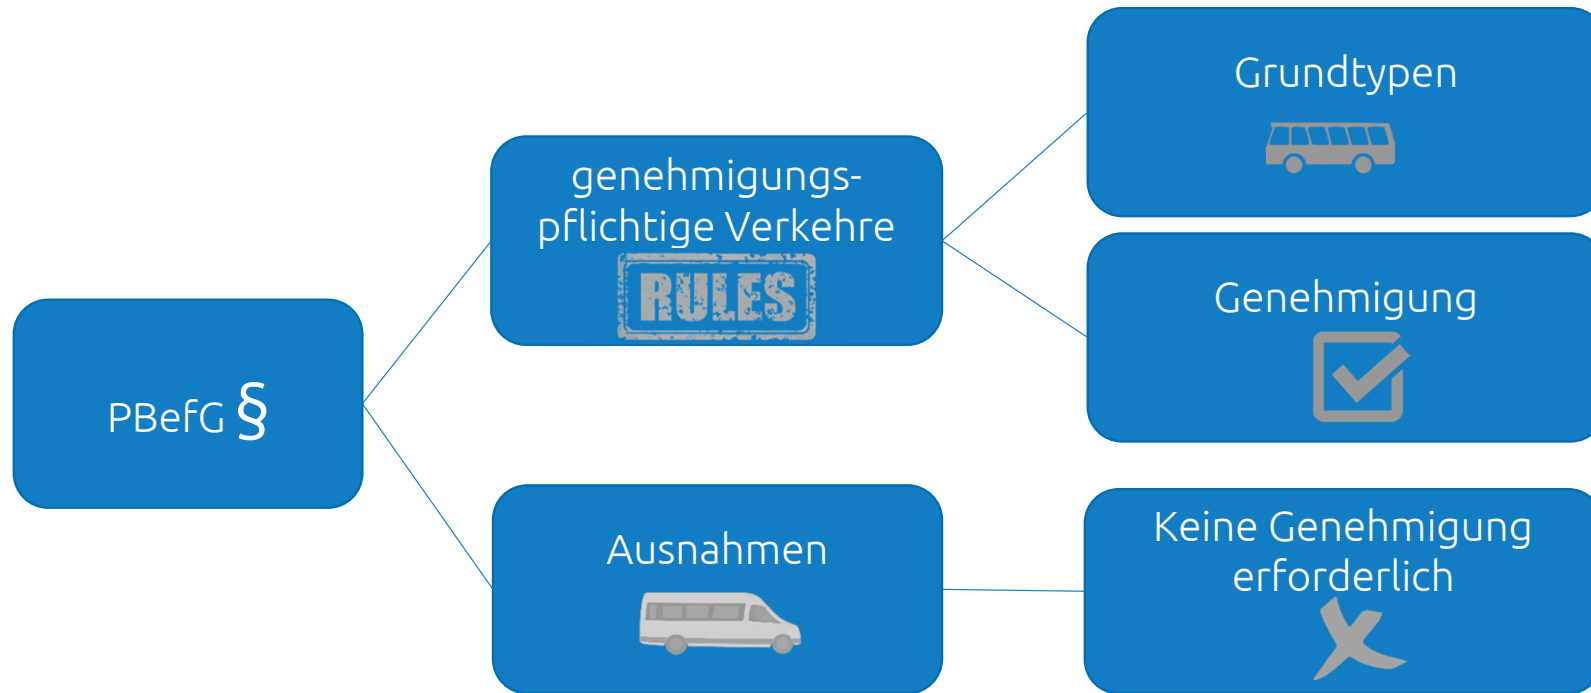 PBefG §
genehmigungs-
pflichtige Verkehre
RULES
Grundtypen
Genehmigung
Ausnahmen
Keine Genehmigung
erforderlich